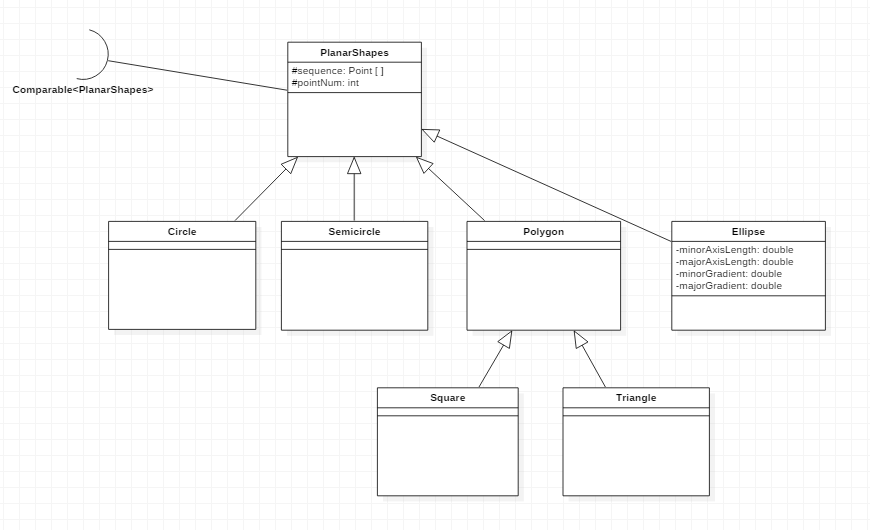 PlanarShapes
#sequence: Point [ ]
#pointNum: int
Comparable<PlanarShapes>
Circle
Semicircle
Polygon
Ellipse
-minorAxisLength: double
-majorAxisLength: double
-minorGradient: double
-majorGradient: double
Square
Triangle